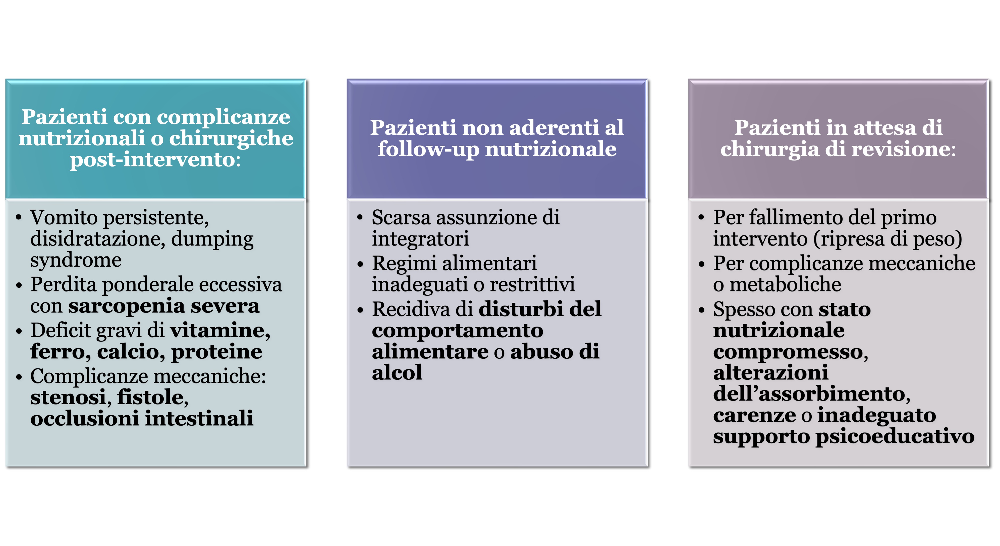 Pazienti con complicanze
nutrizionali o chirurgiche
post-intervento:
• Vomito persistente,
disidratazione, dumping
syndrome
• Perdita ponderale eccessiva
con sarcopenia severa
• Deficit gravi di vitamine,
ferro, calcio, proteine
• Complicanze meccaniche:
stenosi, fistole,
occlusioni intestinali
Pazienti non aderenti al
follow-up nutrizionale
• Scarsa assunzione di
integratori
• Regimi alimentari
inadeguati o restrittivi
• Recidiva di disturbi del
comportamento
alimentare o abuso di
alcol
Pazienti in attesa di
chirurgia di revisione:
• Per fallimento del primo
intervento (ripresa di peso)
• Per complicanze meccaniche
o metaboliche
• Spesso con stato
nutrizionale
compromesso,
alterazioni
dell’assorbimento,
carenze o inadeguato
supporto psicoeducativo